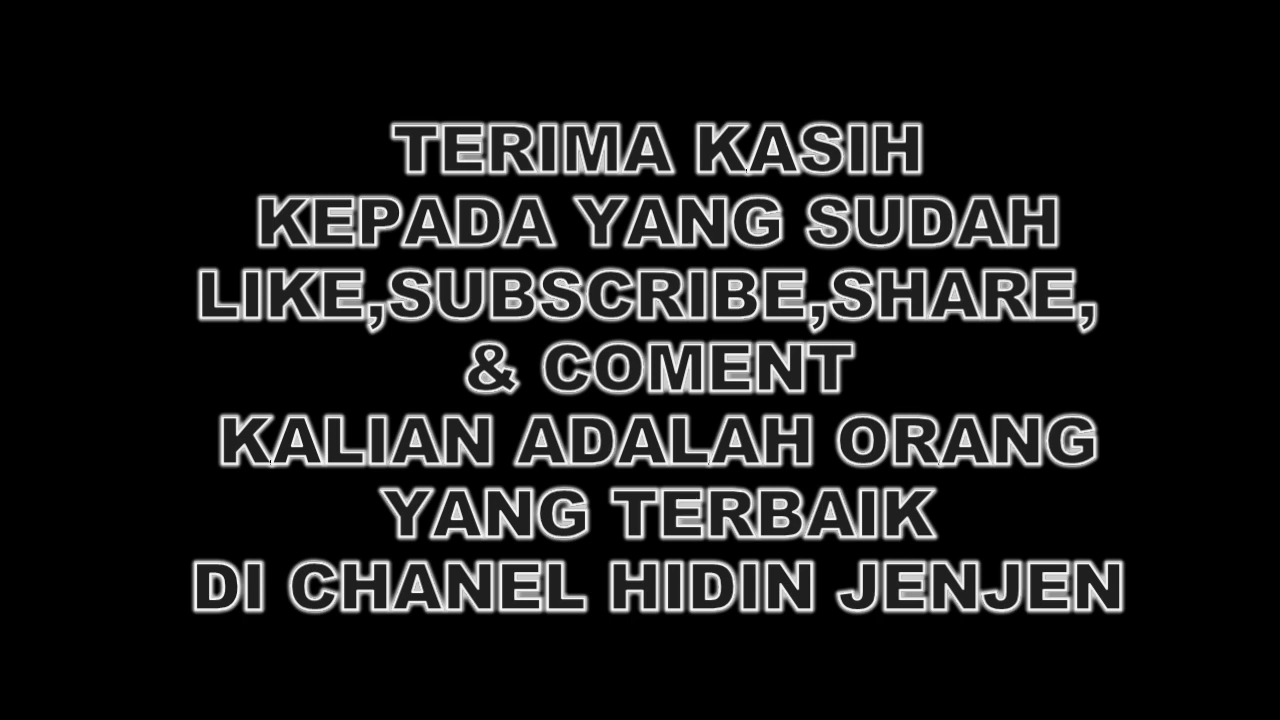 TERIMA KASIH
KEPADA YANG SUDAH
LIKE,SUBSCRIBE,SHARE,
& COMENT
KALIAN ADALAH ORANG
YANG TERBAIK
DI CHANEL HIDIN JENJEN